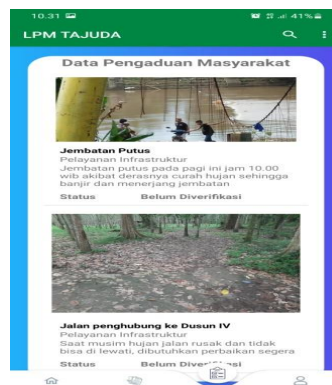 10.31 41%
LPM TAJUDA
Data Pengaduan Masyarakat
Jembatan Putus
Pelayanan Infrastruktur
Jembatan putus pada pagi ini jam 10.00
wib akibat derasnya curah hujan sehingga
banjir dan menerjang jembatan
Status Belum Diverifikasi
Jalan penghubung ke Dusun IV
Pelayanan Infrastruktur
Saat musim hujan jalan rusak dan tidak
bisa di lewati, dibutuhkan perbaikan segera
Status Belum Diverifikasi